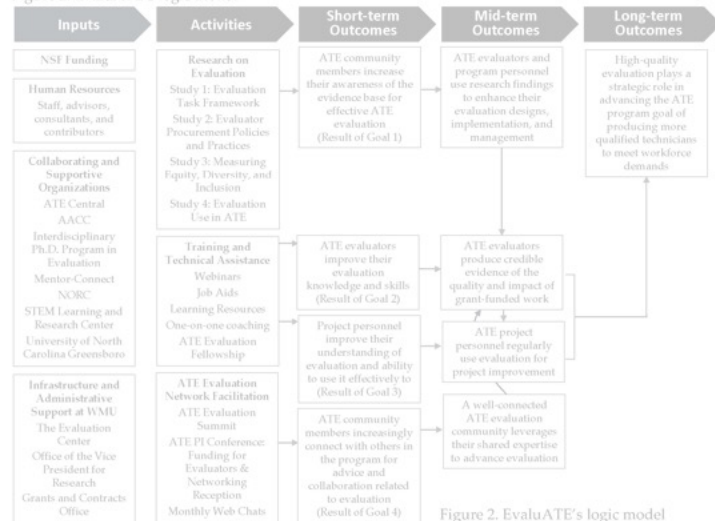 Inputs
NSF Funding
Human Resources
Staff, advisors,
consultants, and
contributors
Collaborating and
Supportive
Organizations
ATE Central
AACC
Interdisciplinary
Ph.D. Program in
Evaluation
Mentor-Connect
NORC
STEM Learning and
Research Center
University of North
Carolina Greensboro
Infrastructure and
Administrative
Support at WMU
The Evaluation
Center
Office of the Vice
President for
Research
Grants and Contracts
Office
Activities
Research on
Evaluation
Study 1: Evaluation
Task Framework
Study 2: Evaluator
Procurement Policies
and Practices
Study 3: Measuring
Equity, Diversity, and
Inclusion
Study 4: Evaluation
Use in ATE
Training and
Technical Assistance
Webinars
Job Aids
Learning Resources
One-on-one coaching
ATE Evaluation
Fellowship
ATE Evaluation
Network Facilitation
ATE Evaluation
Summit
ATE PI Conference:
Funding for
Evaluators &
Networking
Reception
Monthly Web Chats
Short-term
Outcomes
ATE community
members increase
their awareness of the
evidence base for
effective ATE
evaluation
(Result of Goal 1)
ATE evaluators
improve their
evaluation
knowledge and skills
(Result of Goal 2)
Project personnel
improve their
understanding of
evaluation and ability
to use it effectively to
(Result of Goal 3)
ATE community
members increasingly
connect with others in
the program for
advice and
collaboration related
to evaluation
(Result of Goal 4)
Mid-term
Outcomes
ATE evaluators and
program personnel
use research findings
to enhance their
evaluation designs,
implementation, and
management
ATE evaluators
produce credible
evidence of the
quality and impact of
grant-funded work
ATE project
personnel regularly
use evaluation for
project improvement
A well-connected
ATE evaluation
community leverages
their shared expertise
to advance evaluation
Long-term
Outcomes
High-quality
evaluation plays a
strategic role in
advancing the ATE
program goal of
producing more
qualified technicians
to meet workforce
demands
Figure 2. EvaluATE's logic model